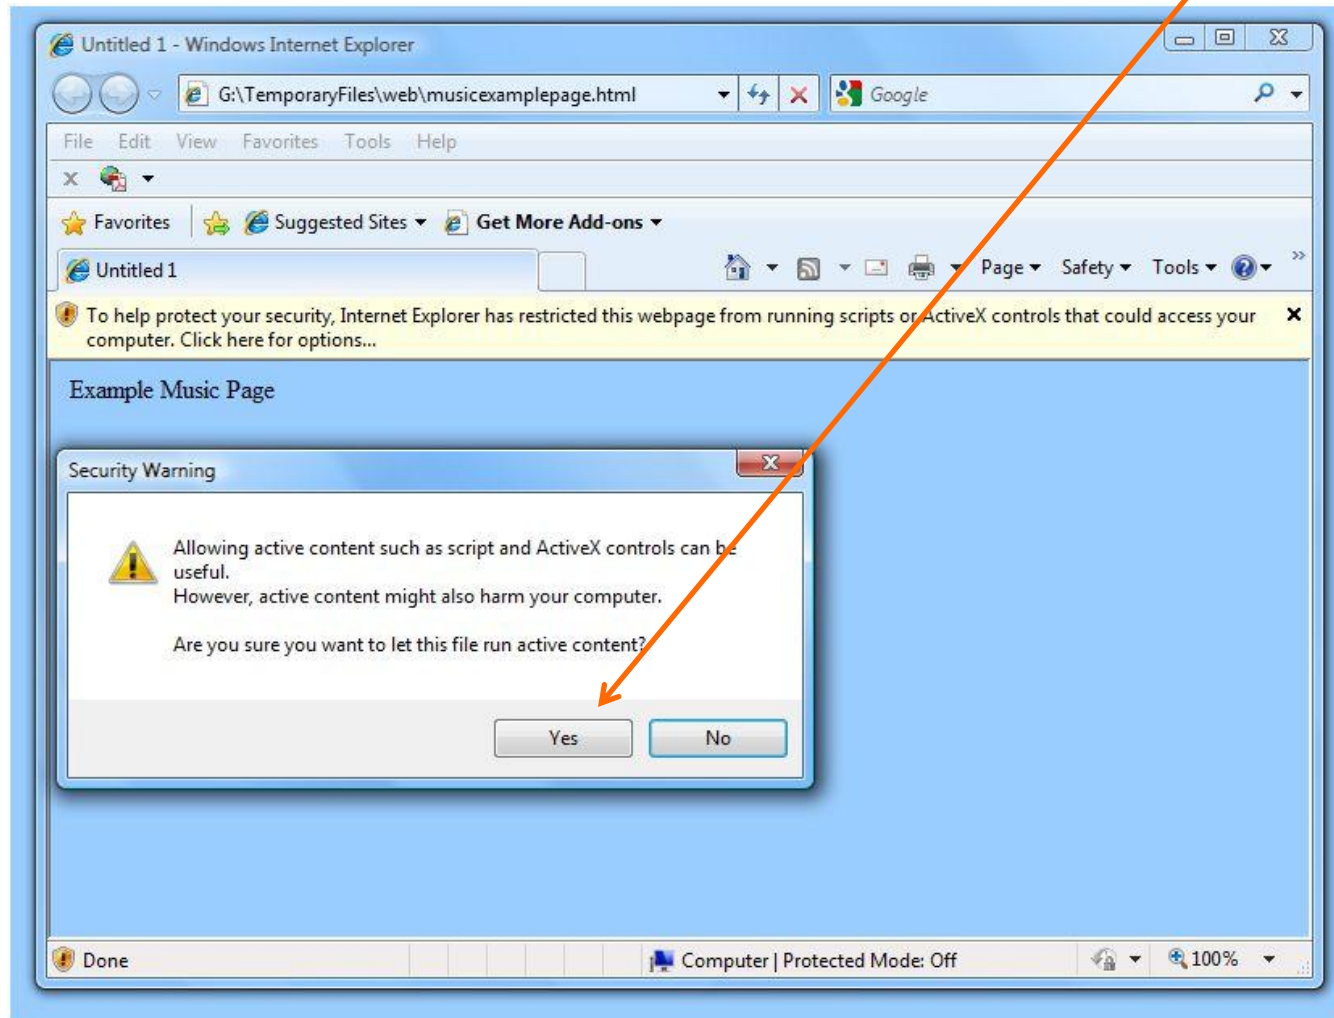 Untitled 1 - Windows Internet Explorer
G:\TemporaryFiles\web\musicexamplepage.html
Google
File Edit View Favorites Tools Help
x
Favorites Suggested Sites Get More Add-ons
Untitled 1 Page Safety Tools
To help protect your security, Internet Explorer has restricted this webpage from running scripts or ActiveX controls that could access your
computer. Click here for options...
Example Music Page
Security Warning
Allowing active content such as script and ActiveX controls can be
useful.
However, active content might also harm your computer.
Are you sure you want to let this file run active content?
Yes No
Done Computer | Protected Mode: Off 100%